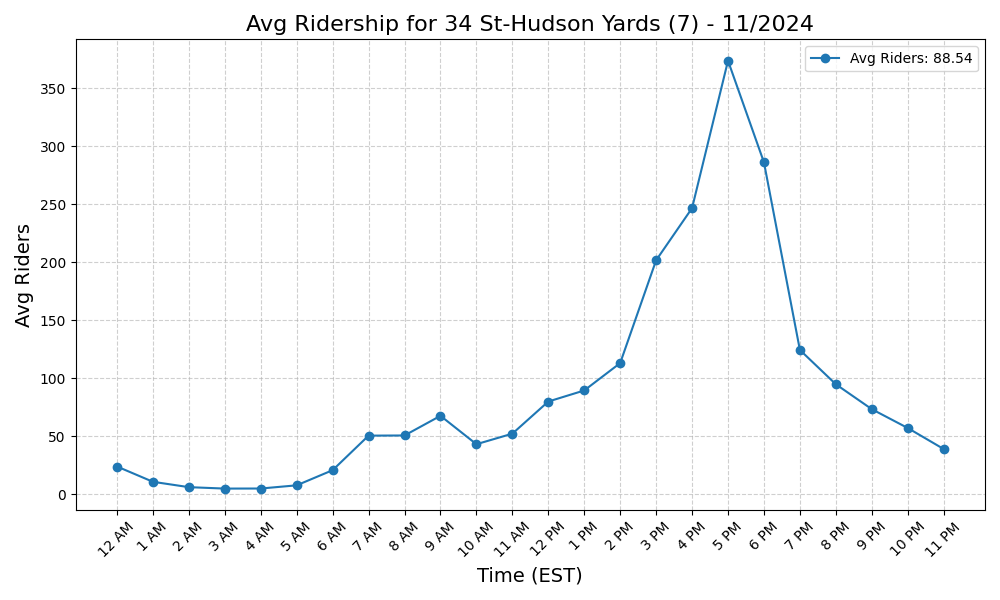 Avg Ridership for 34 St-Hudson Yards (7) - 11/2024
Avg Riders: 88.54
Avg Riders
350
300
250
200
150
100
50
0
12 AM
1 AM
2 AM
3 AM
4 AM
5 AM
6 AM
7 AM
8 AM
9 AM
10 AM
11 AM
12 PM
1 PM
2 PM
3 PM
4 PM
5 PM
6 PM
7 PM
8 PM
9 PM
10 PM
11 PM
Time (EST)